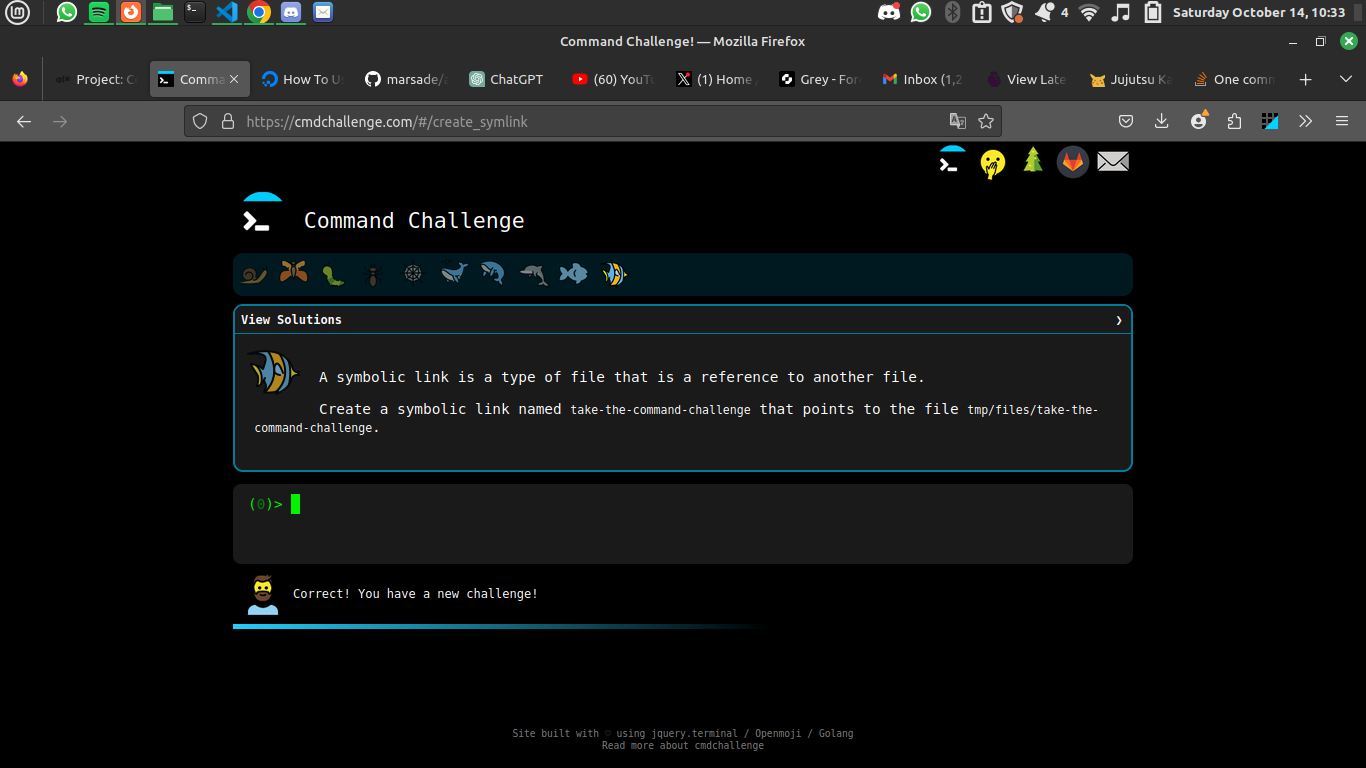 4 Saturday October 14, 10:33
Command Challenge! — Mozilla Firefox
Project: C Comma How To Us marsade/ ChatGPT (60) YouTu (1) Home Grey - For Inbox (1,2 View Late Jujutsu Ka One comm
https://cmdchallenge.com/#/create_symlink
Command Challenge
View Solutions
A symbolic link is a type of file that is a reference to another file.
Create a symbolic link named take-the-command-challenge that points to the file tmp/files/take-the-
command-challenge.
(0)>
Correct! You have a new challenge!
Site built with ♡ using jquery.terminal / Openmoji / Golang
Read more about cmdchallenge